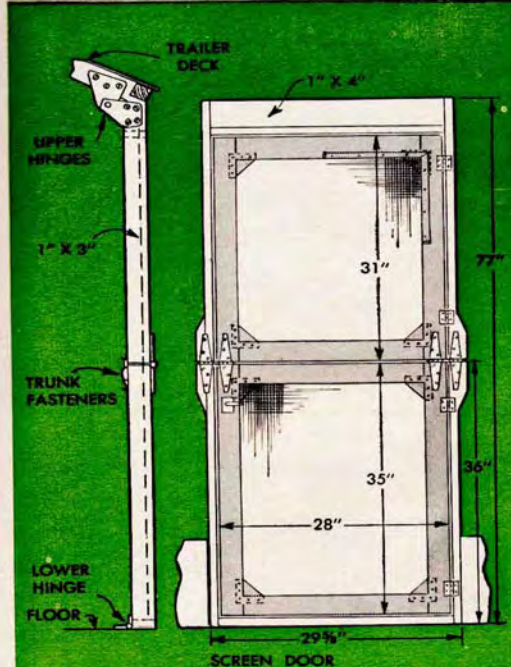 TRAILER
DECK
1" X 4"
UPPER
HINGES
1" X 3"
31"
77"
TRUNK
FASTENERS
36"
35"
28"
LOWER
HINGE
FLOOR
29⅝"
SCREEN DOOR